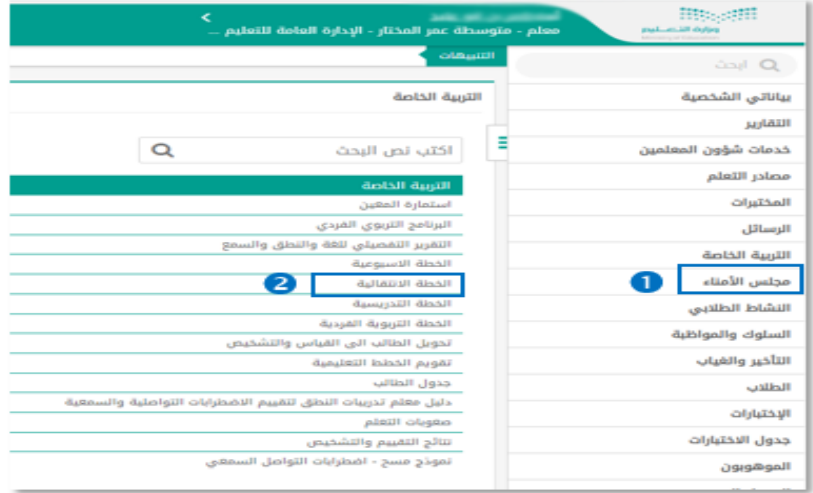 وزارة التعليم
Ministry of Education
معلم - متوسطة عمر المختار - الإدارة العامة للتعليم ...
ابحث
بياناتي الشخصية
التقارير
خدمات شؤون المعلمين
مصادر التعلم
المختبرات
الرسائل
التربية الخاصة
1 مجلس الأمناء
النشاط الطلابي
السلوك والمواظبة
التأخير والغياب
الطلاب
الإختبارات
جدول الاختبارات
الموهوبون
التنبيهات
التربية الخاصة
اكتب نص البحث
التربية الخاصة
استمارة المعين
البرنامج التربوي الفردي
التقرير التفصيلي للغة والنطق والسمع
الخطة الاسبوعية
2 الخطة الانتقالية
الخطة التدريسية
الخطة التربوية الفردية
تحويل الطالب الى القياس والتشخيص
تقويم الخطط التعليمية
جدول الطالب
دليل معلم تدريبات النطق لتقييم الاضطرابات التواصلية والسمعية
صعوبات التعلم
نتائج التقييم والتشخيص
نموذج مسح - اضطرابات التواصل السمعي